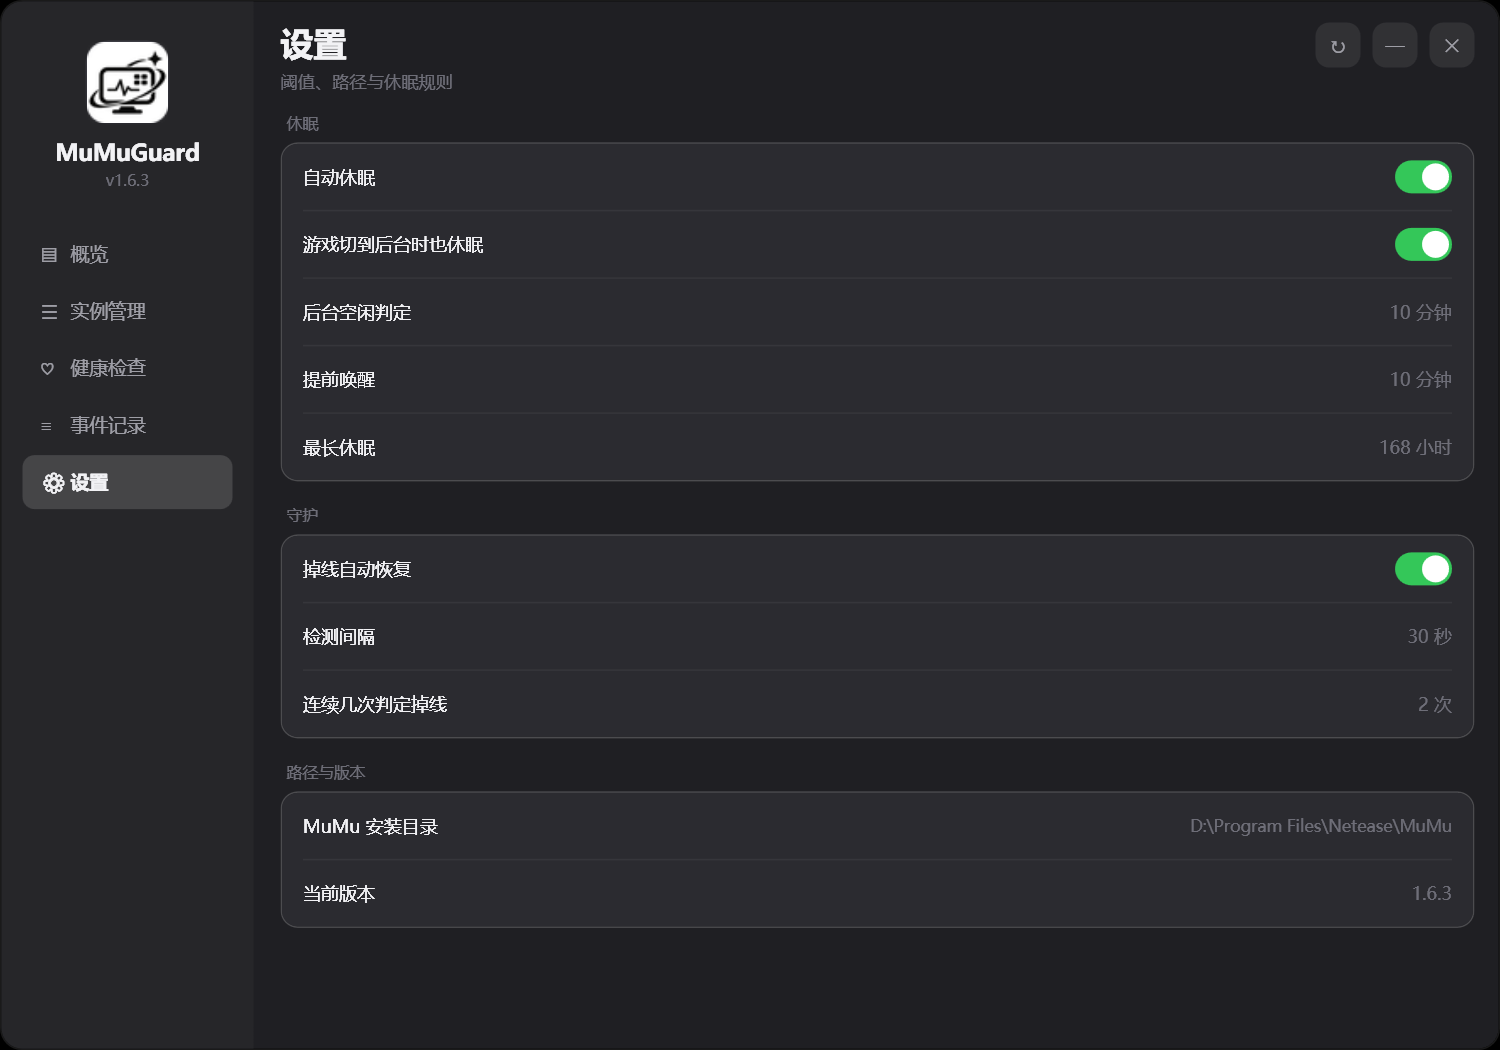 MuMuGuard
v1.6.3
概览
实例管理
健康检查
事件记录
设置
设置
阈值、路径与休眠规则
休眠
自动休眠
游戏切到后台时也休眠
后台空闲判定 10 分钟
提前唤醒 10 分钟
最长休眠 168 小时
守护
掉线自动恢复
检测间隔 30 秒
连续几次判定掉线 2 次
路径与版本
MuMu 安装目录 D:\Program Files\Netease\MuMu
当前版本 1.6.3